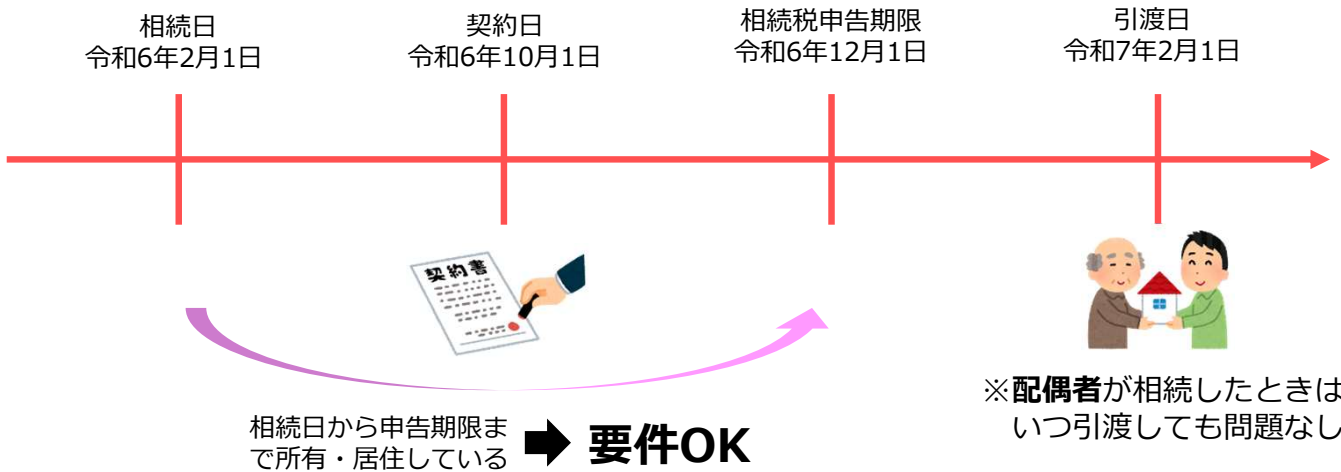 相続日
令和6年2月1日
契約日
令和6年10月1日
相続税申告期限
令和6年12月1日
引渡日
令和7年2月1日
契約書
相続日から申告期限ま
で所有・居住している
➡ 要件OK
※配偶者が相続したときは
いつ引渡しても問題なし